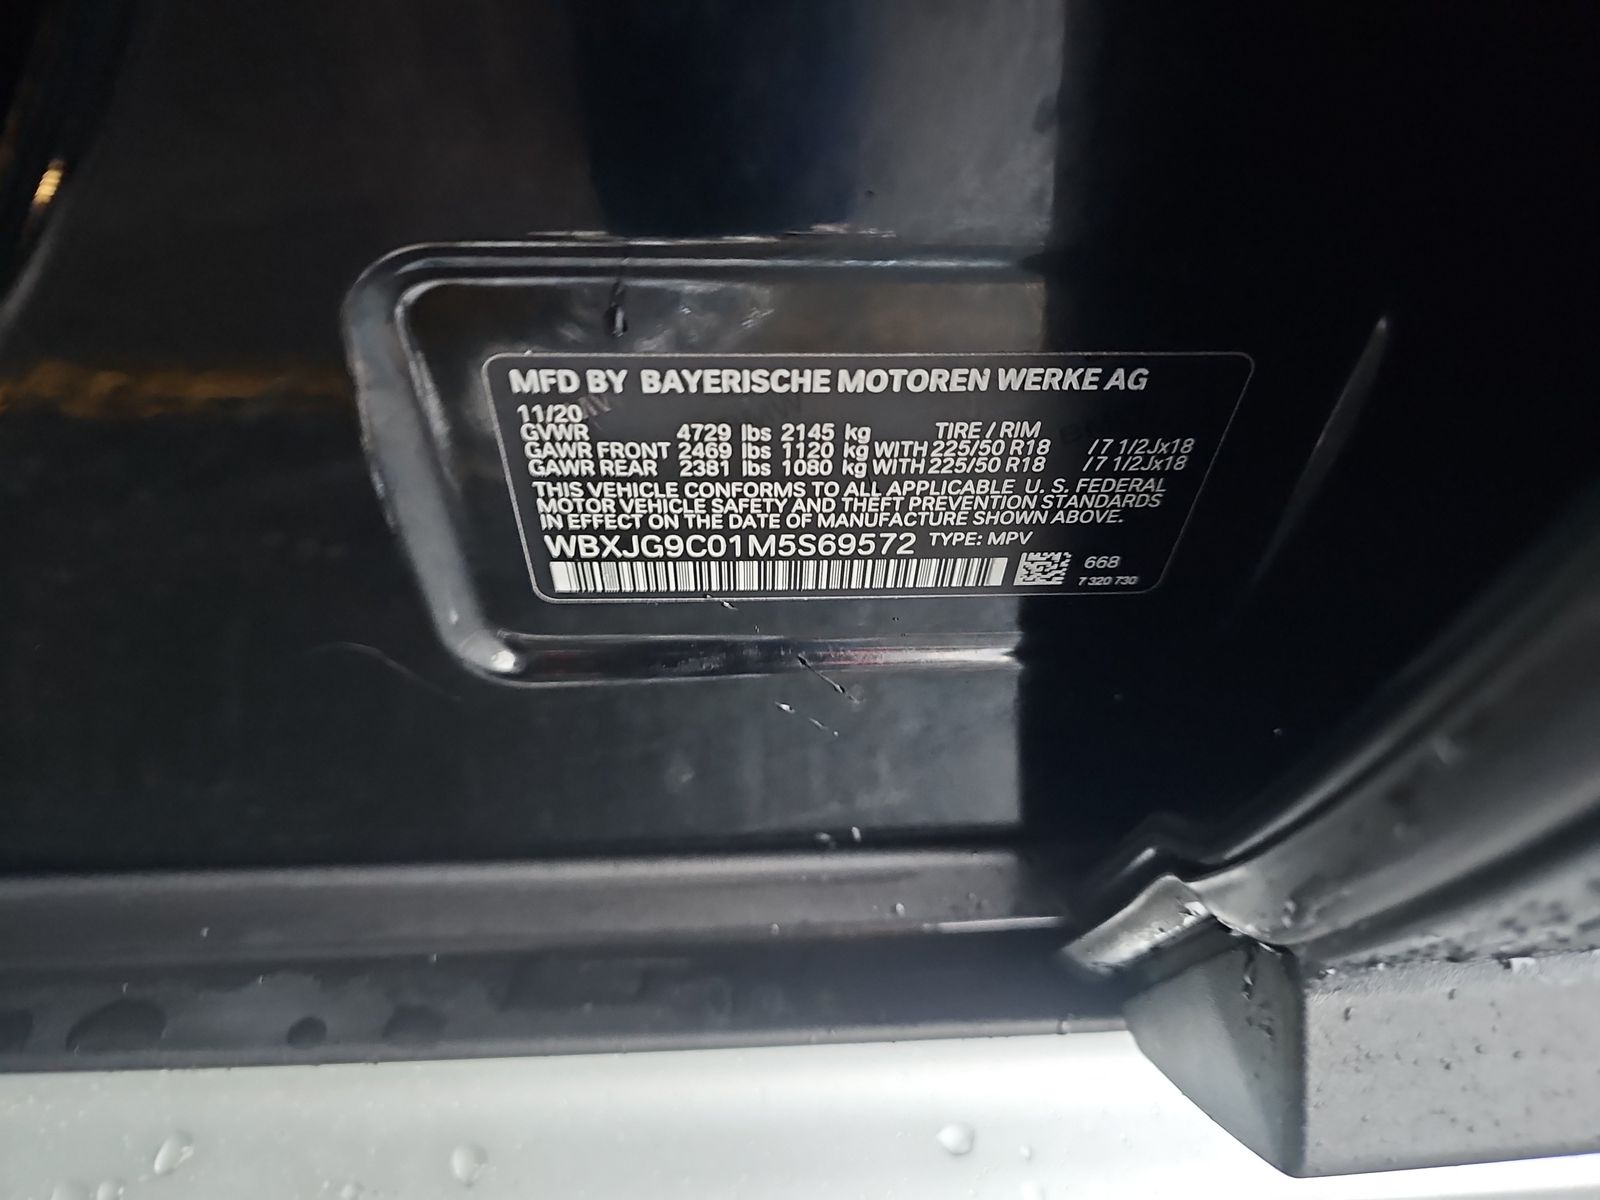 MFD BY BAYERISCHE MOTOREN WERKE AG
11/20
GVWR 4729 lbs 2145 kg TIRE / RIM
GAWR FRONT 2469 lbs 1120 kg WITH 225/50 R18 / 7 1/2Jx18
GAWR REAR 2381 lbs 1080 kg WITH 225/50 R18 / 7 1/2Jx18
THIS VEHICLE CONFORMS TO ALL APPLICABLE U. S. FEDERAL
MOTOR VEHICLE SAFETY AND THEFT PREVENTION STANDARDS
IN EFFECT ON THE DATE OF MANUFACTURE SHOWN ABOVE.
WBXJG9C01M5S69572 TYPE: MPV
668
7 320 730